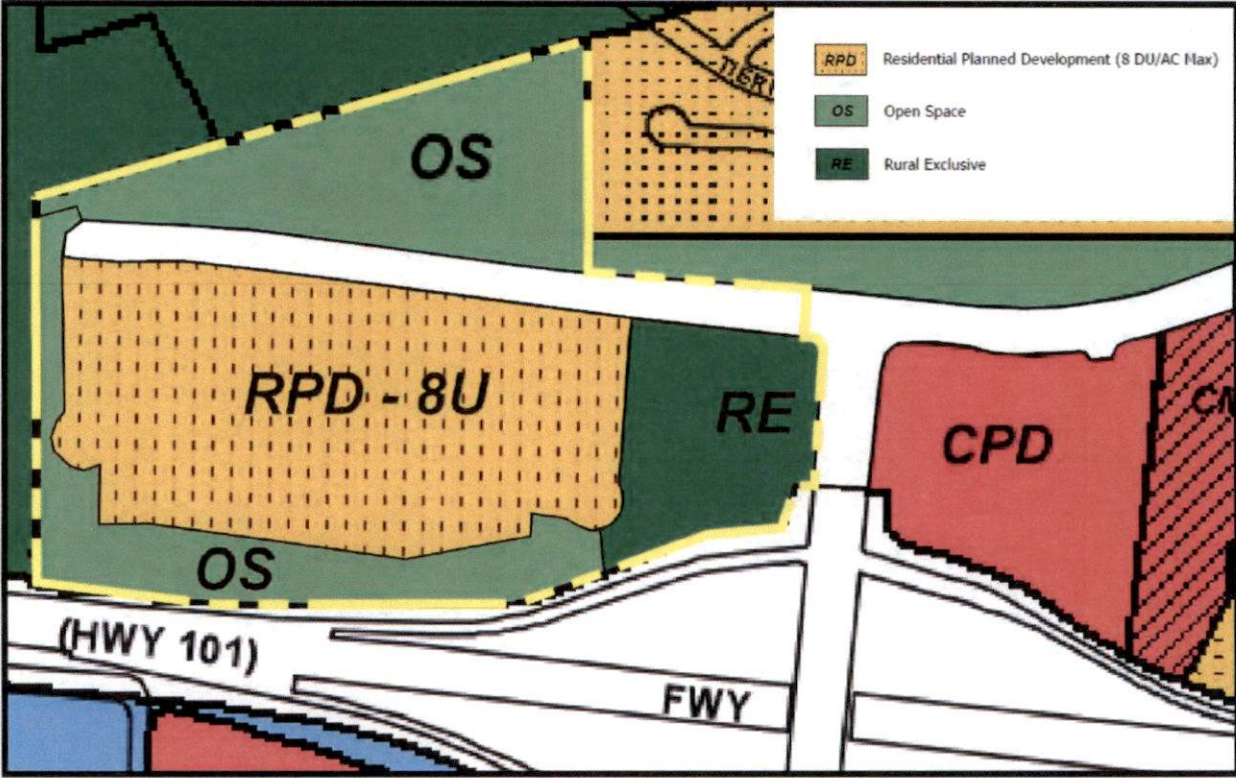 RPD Residential Planned Development (8 DU/AC Max)
OS Open Space
RE Rural Exclusive
OS
RPD - 8U
RE
CPD
OS
(HWY 101)
FWY